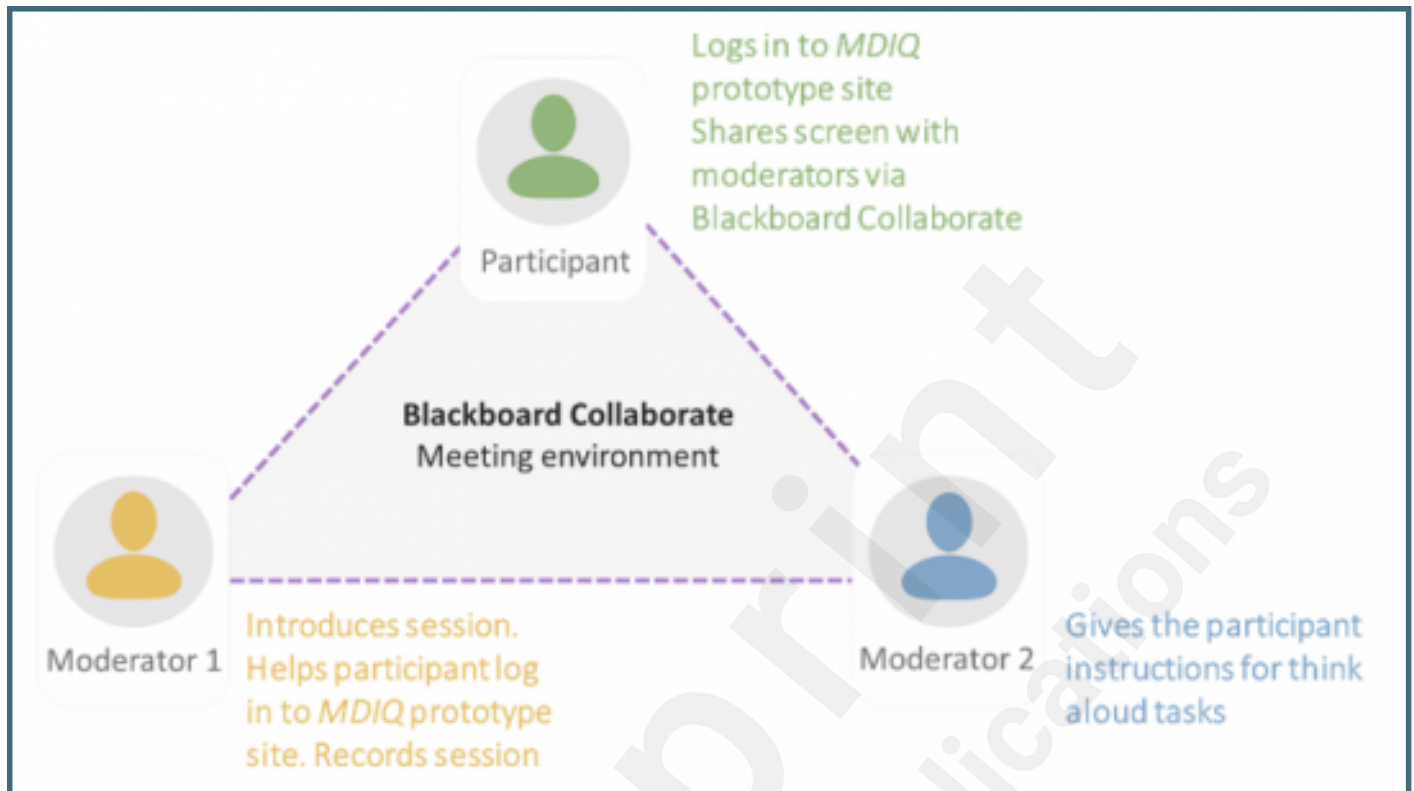 Logs in to MDIQ
prototype site
Shares screen with
moderators via
Blackboard Collaborate
Participant
Blackboard Collaborate
Meeting environment
Moderator 1
Introduces session.
Helps participant log
in to MDIQ prototype
site. Records session
Moderator 2
Gives the participant
instructions for think
aloud tasks
print
lications